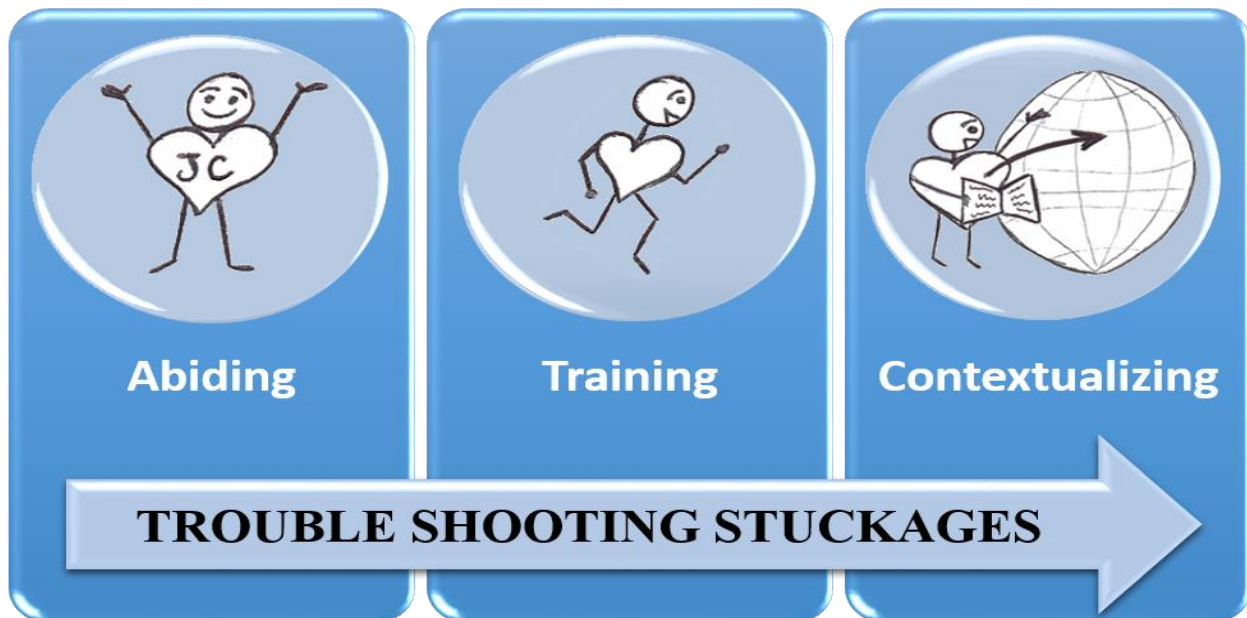 JC
Abiding
Training
Contextualizing
TROUBLE SHOOTING STUCKAGES